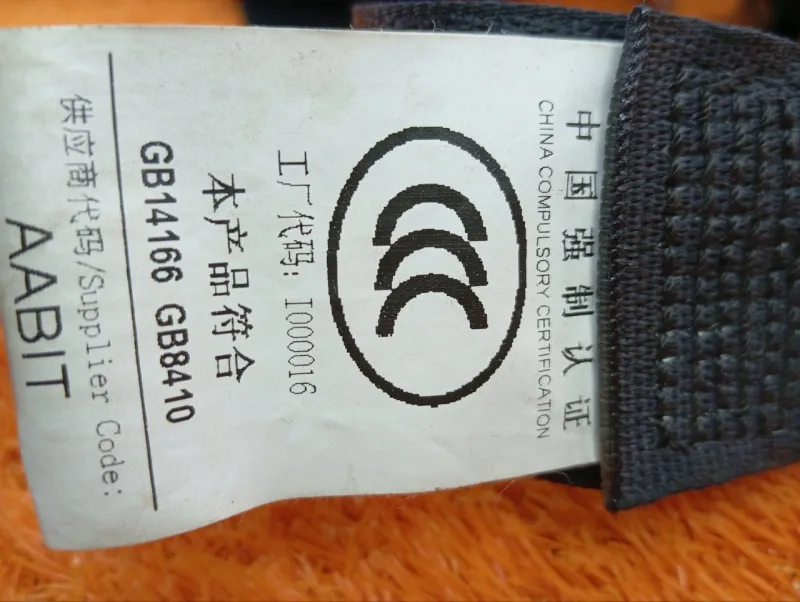 中国强制认证
CHINA COMPULSORY CERTIFICATION
CCC
工厂代码: I000016
本产品符合
GB14166 GB8410
供应商代码/Supplier Code:
AABIT